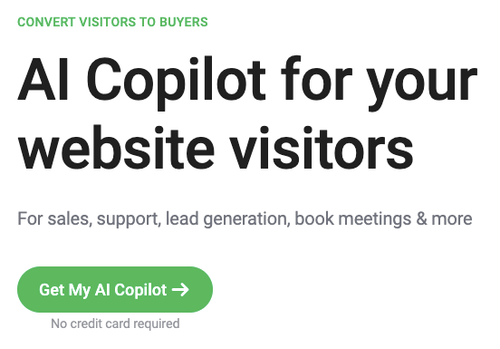 CONVERT VISITORS TO BUYERS
AI Copilot for your
website visitors
For sales, support, lead generation, book meetings & more
Get My AI Copilot →
No credit card required